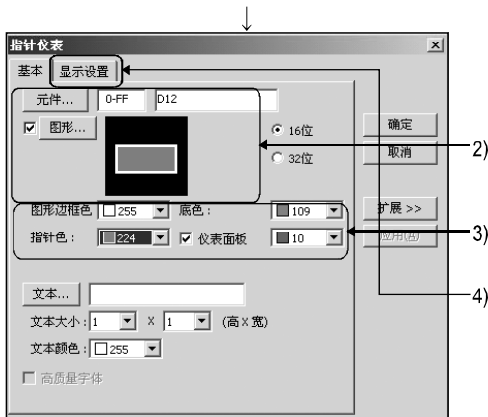 指针仪表
基本 显示设置
元件... 0-FF D12
图形... 16位 确定
32位 取消 2)
图形边框色 255 底色: 109 扩展 >>
指针色: 224 仪表面板 10 应用(A) 3)
文本... 4)
文本大小: 1 X 1 (高X宽)
文本颜色: 255
高质量字体